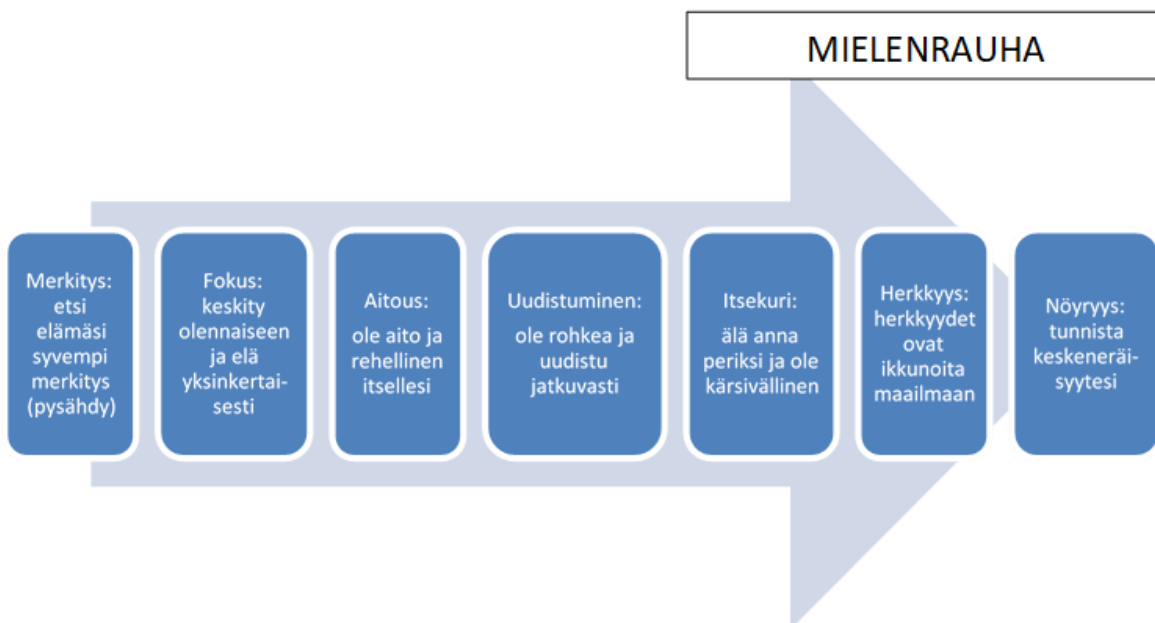 MIELENRAUHA
Merkitys:
etsi
elämäsi
syvempi
merkitys
(pysähdy)
Fokus:
keskity
olennaiseen
ja elä
yksinkertai-
sesti
Aitous:
ole aito ja
rehellinen
itsellesi
Uudistuminen:
ole rohkea ja
uudistu
jatkuvasti
Itsekuri:
älä anna
periksi ja ole
kärsivällinen
Herkkyys:
herkkyydet
ovat
ikkunoita
maailmaan
Nöyryys:
tunnista
keskeneräi-
syytesi